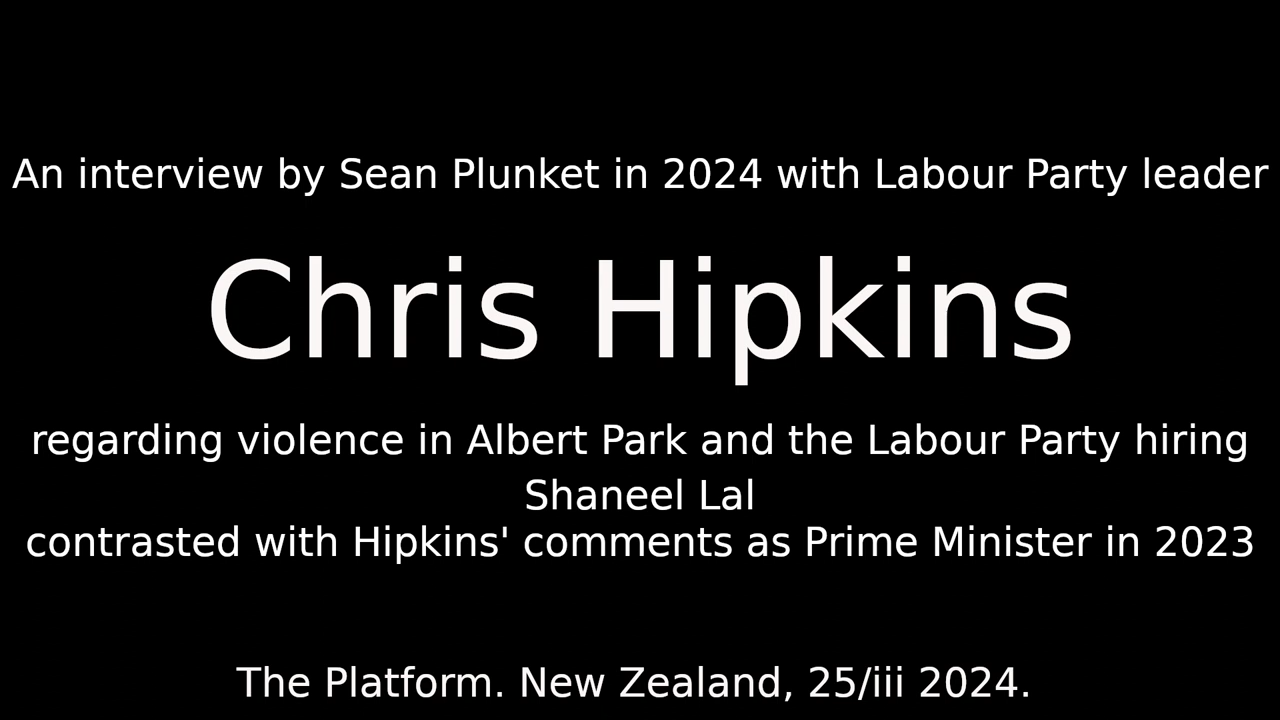 An interview by Sean Plunket in 2024 with Labour Party leader
Chris Hipkins
regarding violence in Albert Park and the Labour Party hiring
Shaneel Lal
contrasted with Hipkins' comments as Prime Minister in 2023
The Platform. New Zealand, 25/iii 2024.